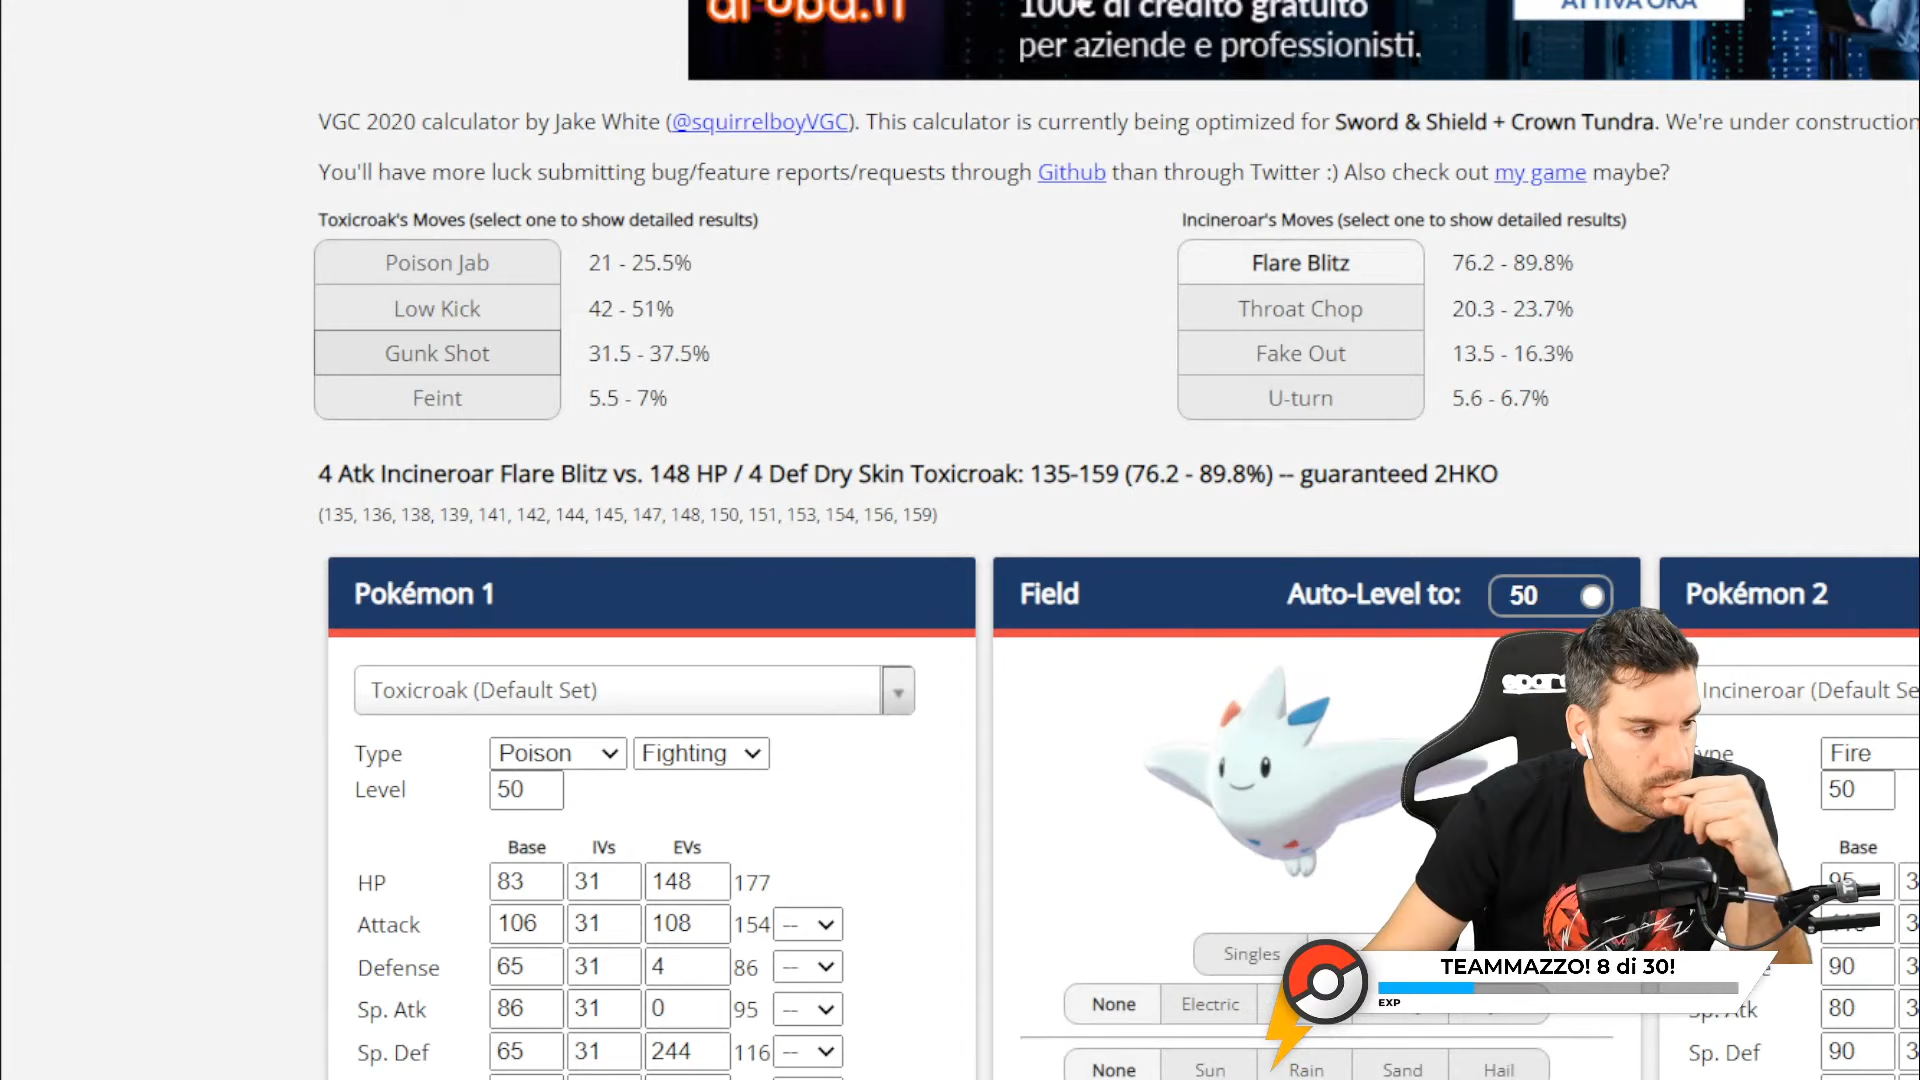 100€ di credito gratuito
per aziende e professionisti.
ATTIVA ORA
VGC 2020 calculator by Jake White (@squirrelboyVGC). This calculator is currently being optimized for Sword & Shield + Crown Tundra. We're under construction
You'll have more luck submitting bug/feature reports/requests through Github than through Twitter :) Also check out my game maybe?
Toxicroak's Moves (select one to show detailed results)
Poison Jab 21 - 25.5%
Low Kick 42 - 51%
Gunk Shot 31.5 - 37.5%
Feint 5.5 - 7%
Incineroar's Moves (select one to show detailed results)
Flare Blitz 76.2 - 89.8%
Throat Chop 20.3 - 23.7%
Fake Out 13.5 - 16.3%
U-turn 5.6 - 6.7%
4 Atk Incineroar Flare Blitz vs. 148 HP / 4 Def Dry Skin Toxicroak: 135-159 (76.2 - 89.8%) -- guaranteed 2HKO
(135, 136, 138, 139, 141, 142, 144, 145, 147, 148, 150, 151, 153, 154, 156, 159)
Pokémon 1
Toxicroak (Default Set)
Type Poison Fighting
Level 50
Base IVs EVs
HP 83 31 148 177
Attack 106 31 108 154 --
Defense 65 31 4 86 --
Sp. Atk 86 31 0 95 --
Sp. Def 65 31 244 116 --
Field Auto-Level to: 50
Singles
None Electric
None Sun Rain Sand Hail
Pokémon 2
Incineroar (Default Se
Fire
50
Base
95
90
Sp. Atk 80
Sp. Def 90
TEAMMAZZO! 8 di 30!
EXP